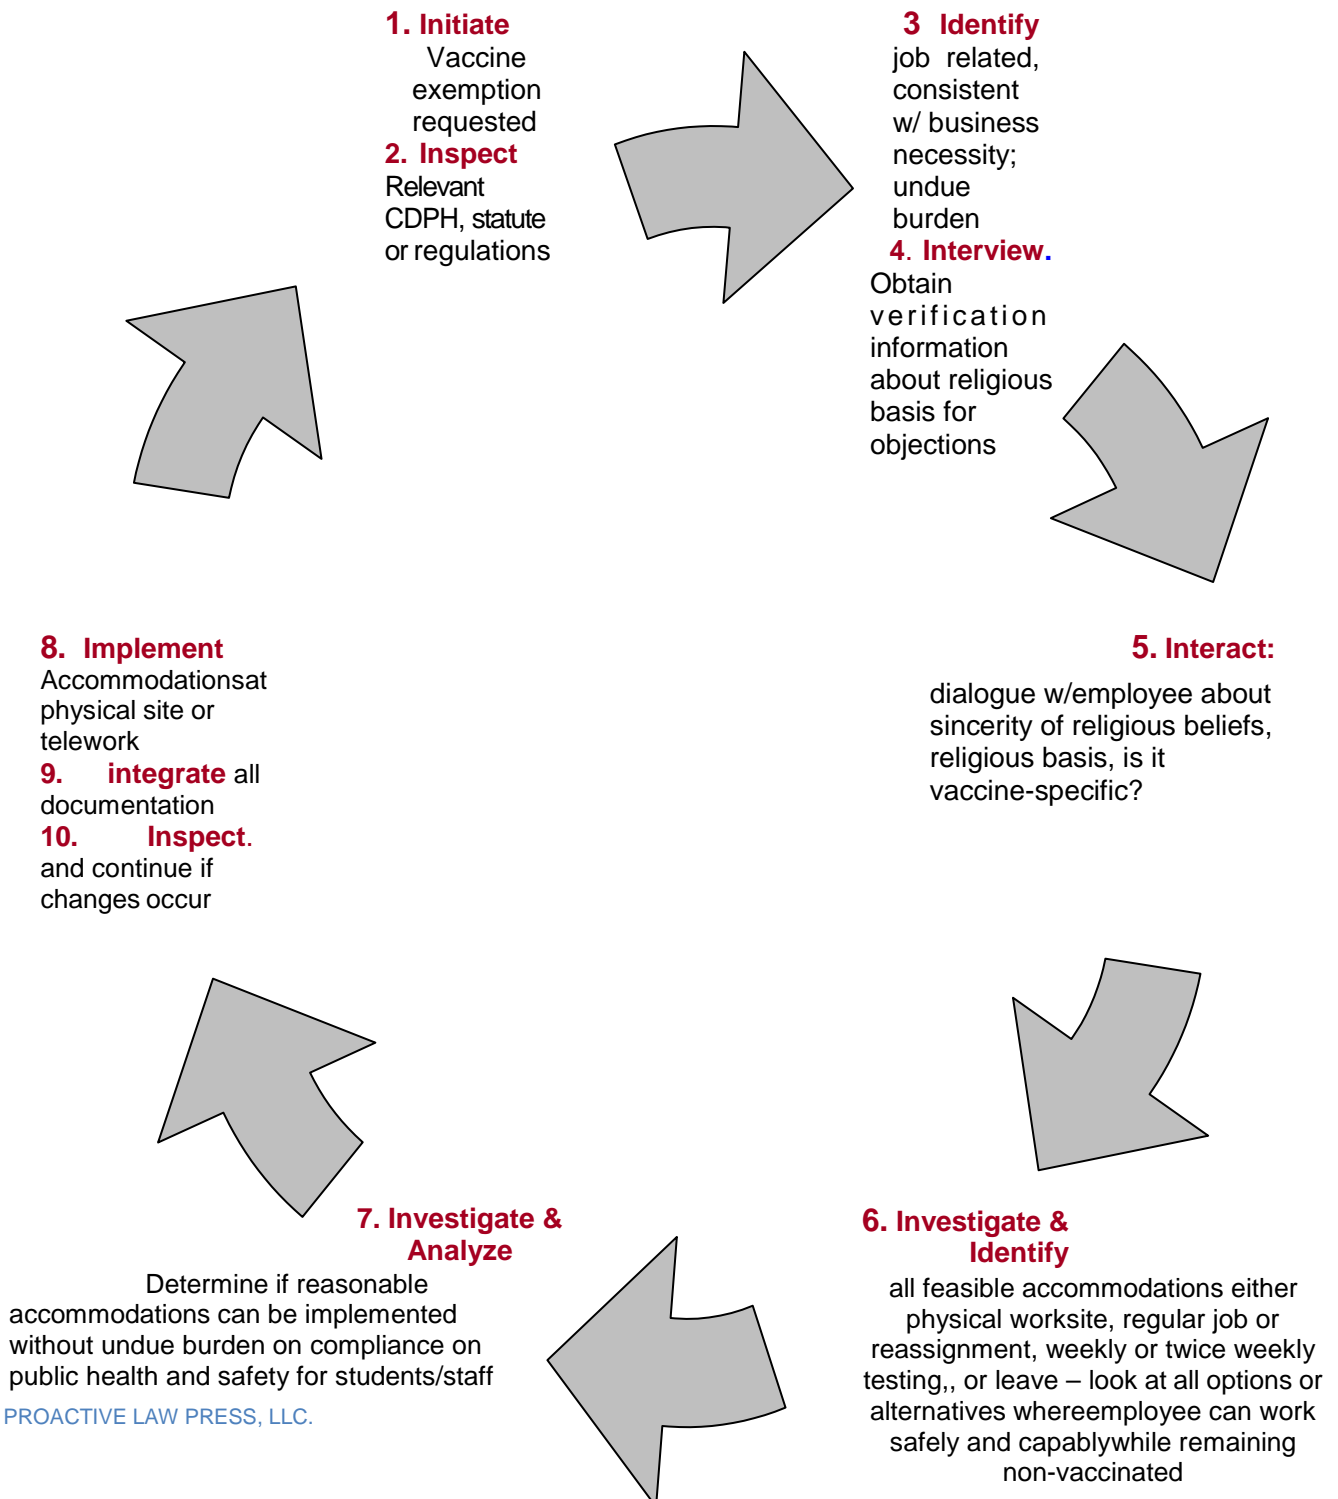 1. Initiate
Vaccine
exemption
requested
2. Inspect
Relevant
CDPH, statute
or regulations
3 Identify
job related,
consistent
w/ business
necessity;
undue
burden
4. Interview.
Obtain
verification
information
about religious
basis for
objections
5. Interact:
dialogue w/employee about
sincerity of religious beliefs,
religious basis, is it
vaccine-specific?
6. Investigate &
Identify
all feasible accommodations either
physical worksite, regular job or
reassignment, weekly or twice weekly
testing,, or leave – look at all options or
alternatives whereemployee can work
safely and capablywhile remaining
non-vaccinated
7. Investigate &
Analyze
Determine if reasonable
accommodations can be implemented
without undue burden on compliance on
public health and safety for students/staff
8. Implement
Accommodationsat
physical site or
telework
9. integrate all
documentation
10. Inspect.
and continue if
changes occur
PROACTIVE LAW PRESS, LLC.